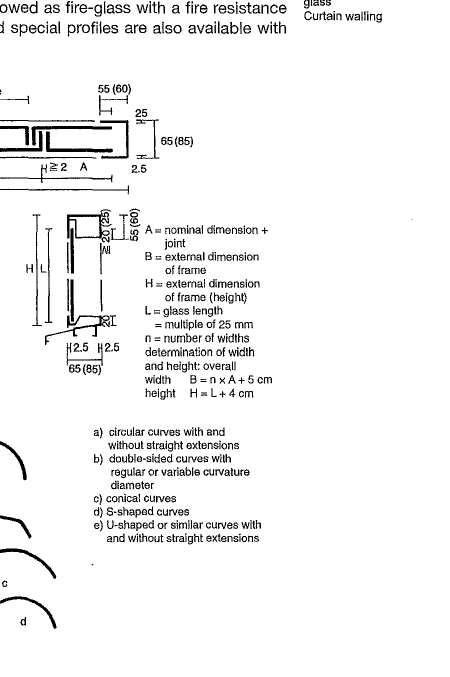 owed as fire-glass with a fire resistance
d special profiles are also available with
glass
Curtain walling
55 (60)
25
65 (85)
≧2 A
2.5
20 (25)
55 (60)
H L
20
2.5 2.5
65 (85)
A = nominal dimension +
joint
B = external dimension
of frame
H = external dimension
of frame (height)
L = glass length
= multiple of 25 mm
n = number of widths
determination of width
and height: overall
width B = n x A + 5 cm
height H = L + 4 cm
a) circular curves with and
without straight extensions
b) double-sided curves with
regular or variable curvature
diameter
c) conical curves
d) S-shaped curves
e) U-shaped or similar curves with
and without straight extensions
c
d